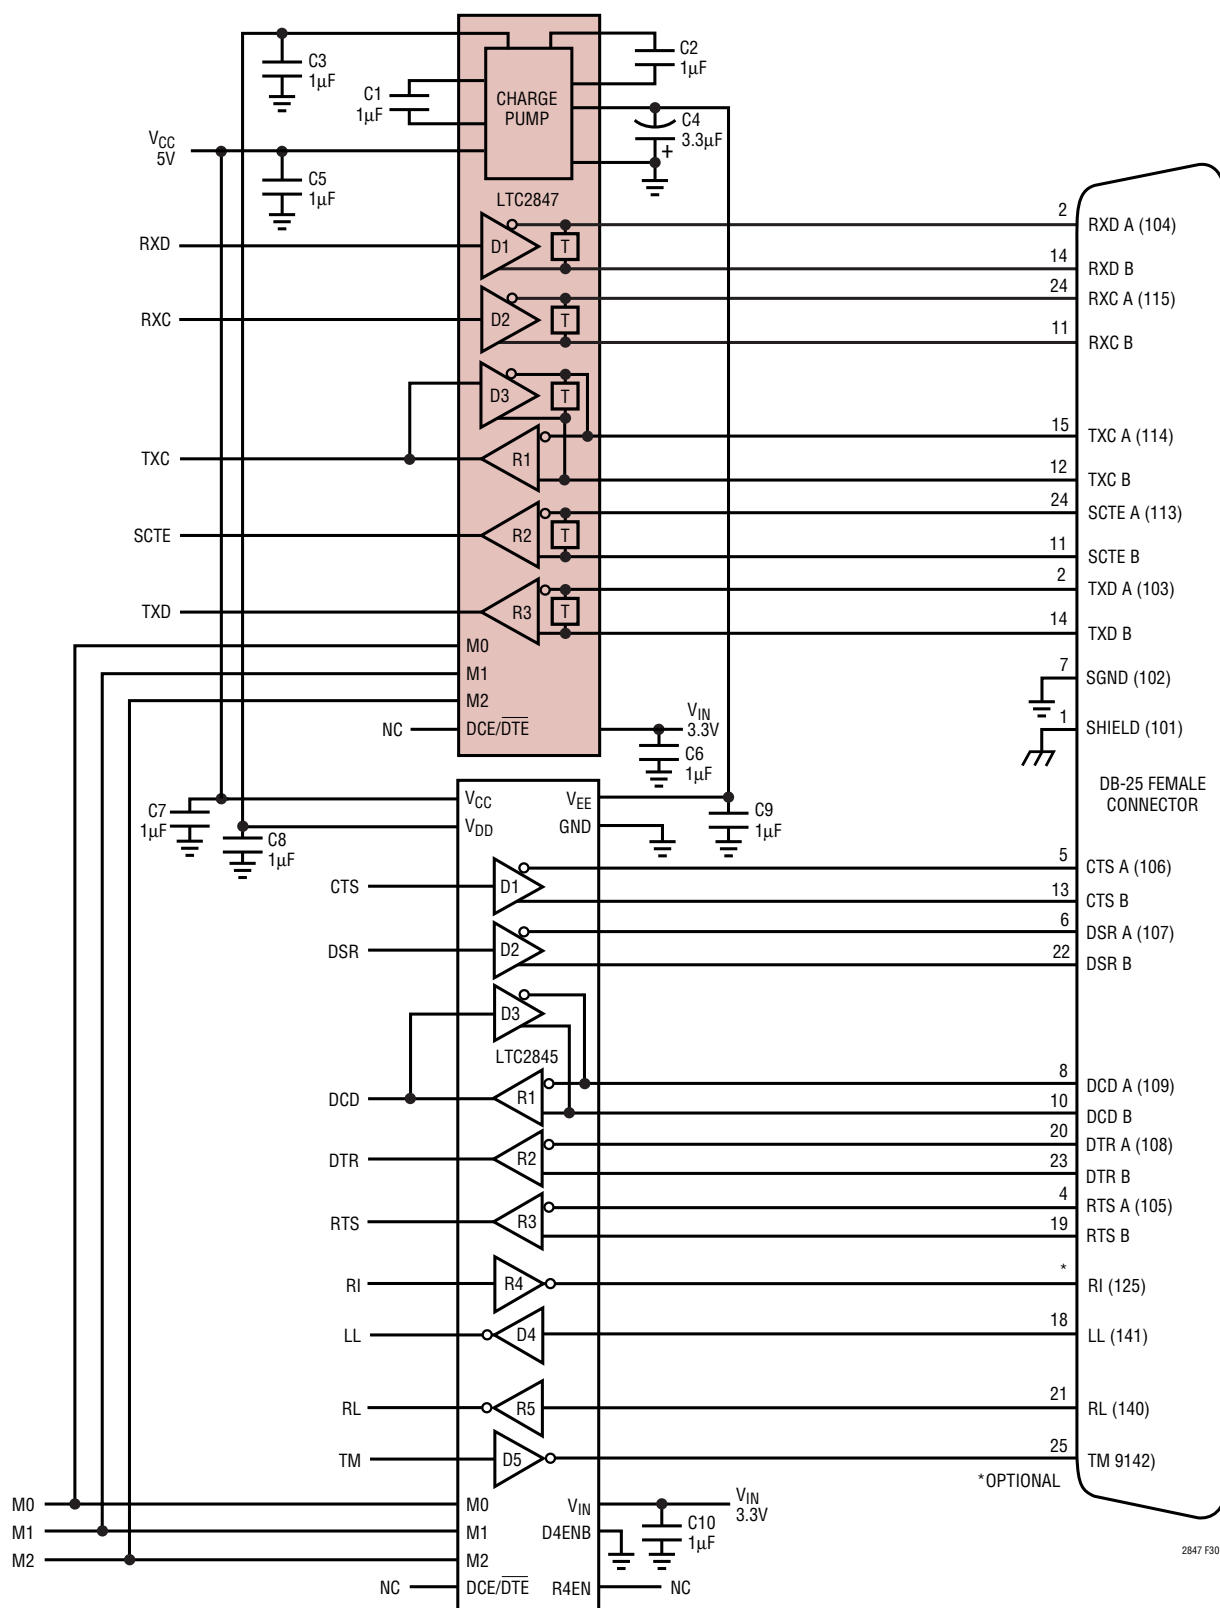 C3
1µF
C2
1µF
C1
1µF
CHARGE
PUMP
C4
3.3µF
+
VCC
5V
C5
1µF
LTC2847
RXD
D1
T
2
RXD A (104)
14
RXD B
RXC
D2
T
24
RXC A (115)
11
RXC B
D3
T
TXC
R1
15
TXC A (114)
12
TXC B
SCTE
R2
T
24
SCTE A (113)
11
SCTE B
TXD
R3
T
2
TXD A (103)
14
TXD B
M0
M1
M2
NC
DCE/DTE
VIN
3.3V
C6
1µF
7
SGND (102)
1
SHIELD (101)
DB-25 FEMALE
CONNECTOR
C7
1µF
C8
1µF
VCC
VDD
VEE
GND
C9
1µF
CTS
D1
5
CTS A (106)
13
CTS B
DSR
D2
6
DSR A (107)
22
DSR B
D3
LTC2845
DCD
R1
8
DCD A (109)
10
DCD B
DTR
R2
20
DTR A (108)
23
DTR B
RTS
R3
4
RTS A (105)
19
RTS B
RI
R4
*
RI (125)
LL
D4
18
LL (141)
RL
R5
21
RL (140)
TM
D5
25
TM 9142)
*OPTIONAL
M0
M1
M2
M0
M1
M2
NC
DCE/DTE
VIN
D4ENB
R4EN
VIN
3.3V
C10
1µF
NC
2847 F30